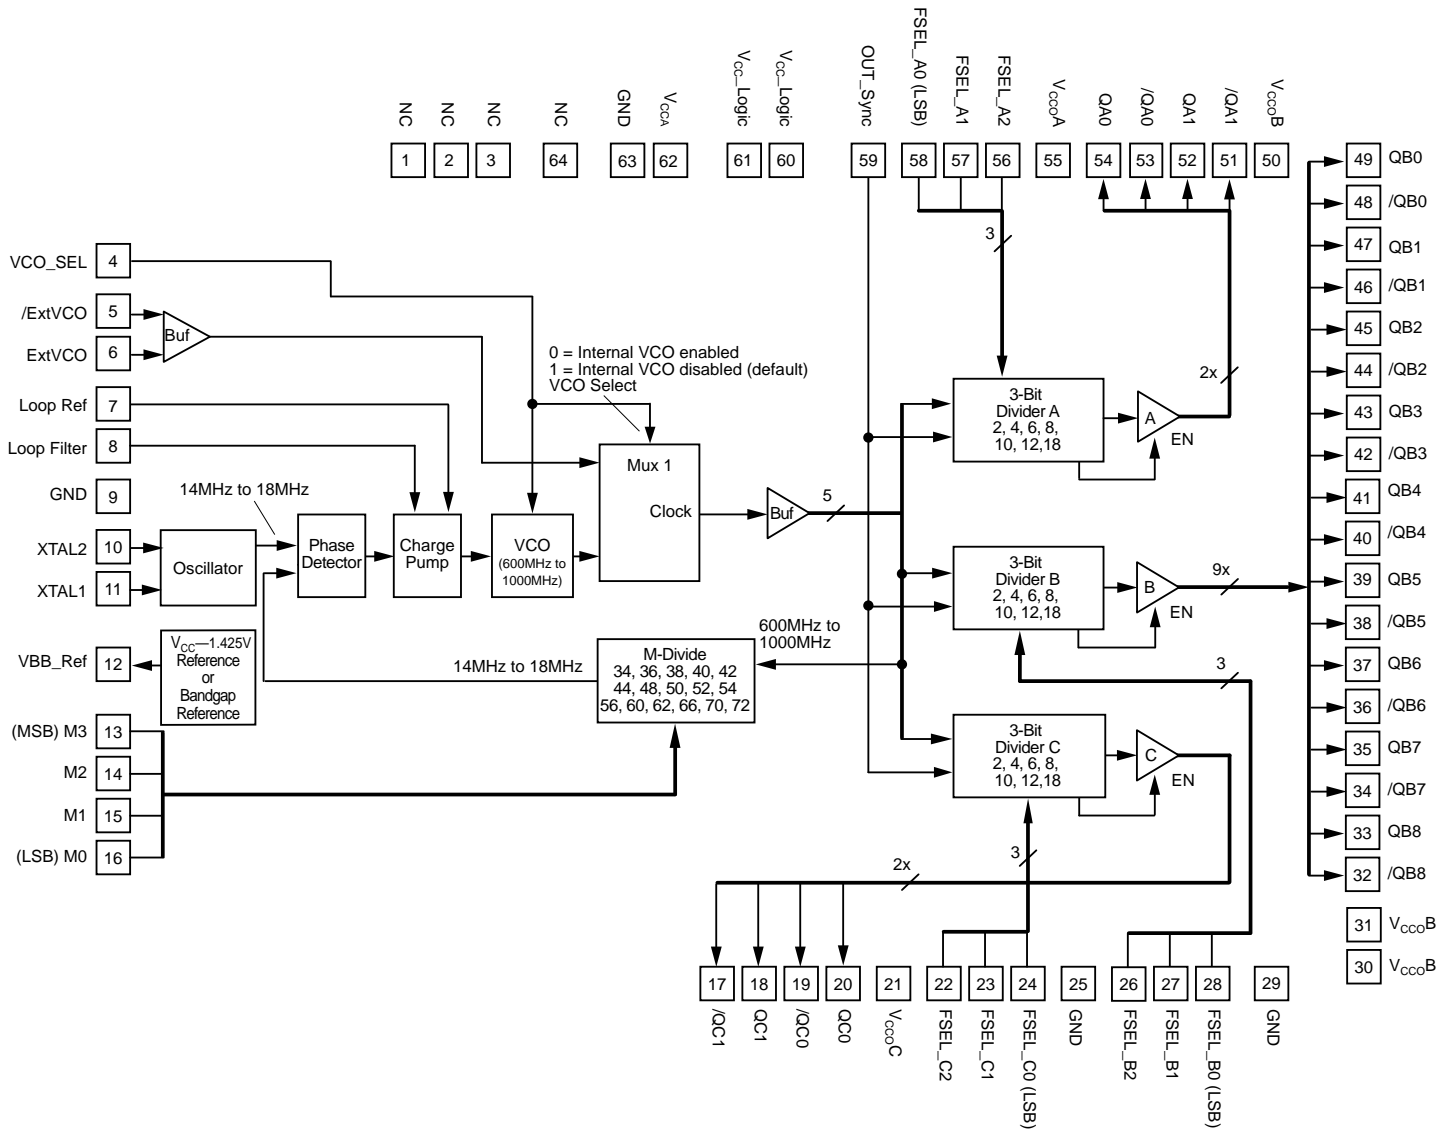 NC
NC
NC
NC
GND
VCCA
VCC_Logic
VCC_Logic
OUT_Sync
FSEL_A0 (LSB)
FSEL_A1
FSEL_A2
VCCOA
QA0
/QA0
QA1
/QA1
VCCOB
1
2
3
64
63
62
61
60
59
58
57
56
55
54
53
52
51
50
49 QB0
48 /QB0
47 QB1
46 /QB1
45 QB2
44 /QB2
43 QB3
42 /QB3
41 QB4
40 /QB4
39 QB5
38 /QB5
37 QB6
36 /QB6
35 QB7
34 /QB7
33 QB8
32 /QB8
31 VCCOB
30 VCCOB
VCO_SEL 4
/ExtVCO 5
ExtVCO 6
Buf
Loop Ref 7
Loop Filter 8
GND 9
XTAL2 10
XTAL1 11
VBB_Ref 12
(MSB) M3 13
M2 14
M1 15
(LSB) M0 16
0 = Internal VCO enabled
1 = Internal VCO disabled (default)
VCO Select
Mux 1
Clock
14MHz to 18MHz
Oscillator
Phase
Detector
Charge
Pump
VCO
(600MHz to
1000MHz)
Buf
5
3
3-Bit
Divider A
2, 4, 6, 8,
10, 12,18
A
EN
2x
3-Bit
Divider B
2, 4, 6, 8,
10, 12,18
B
EN
9x
3
3-Bit
Divider C
2, 4, 6, 8,
10, 12,18
C
EN
3
2x
VCC—1.425V
Reference
or
Bandgap
Reference
14MHz to 18MHz
600MHz to
1000MHz
M-Divide
34, 36, 38, 40, 42
44, 48, 50, 52, 54
56, 60, 62, 66, 70, 72
17
18
19
20
21
22
23
24
25
26
27
28
29
/QC1
QC1
/QC0
QC0
VCCOC
FSEL_C2
FSEL_C1
FSEL_C0 (LSB)
GND
FSEL_B2
FSEL_B1
FSEL_B0 (LSB)
GND